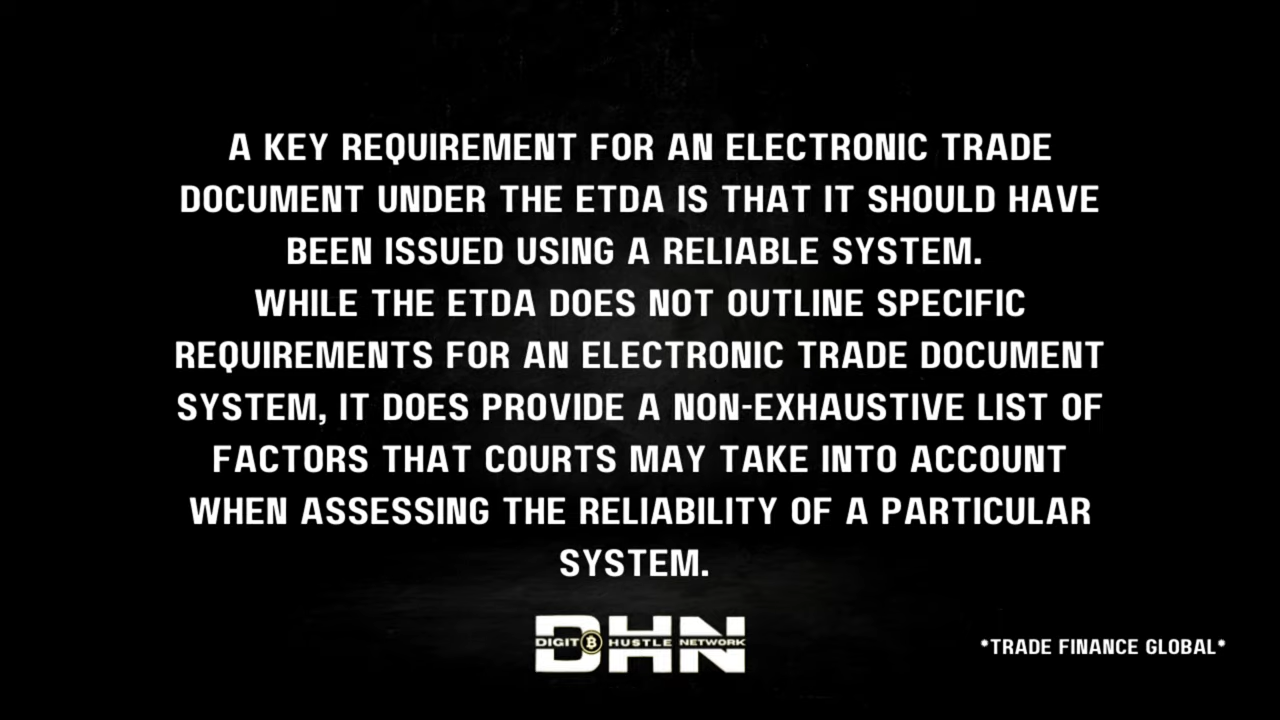 A KEY REQUIREMENT FOR AN ELECTRONIC TRADE
DOCUMENT UNDER THE ETDA IS THAT IT SHOULD HAVE
BEEN ISSUED USING A RELIABLE SYSTEM.
WHILE THE ETDA DOES NOT OUTLINE SPECIFIC
REQUIREMENTS FOR AN ELECTRONIC TRADE DOCUMENT
SYSTEM, IT DOES PROVIDE A NON-EXHAUSTIVE LIST OF
FACTORS THAT COURTS MAY TAKE INTO ACCOUNT
WHEN ASSESSING THE RELIABILITY OF A PARTICULAR
SYSTEM.
DHN
DIGIT₿ HUSTLE NETWORK
*TRADE FINANCE GLOBAL*